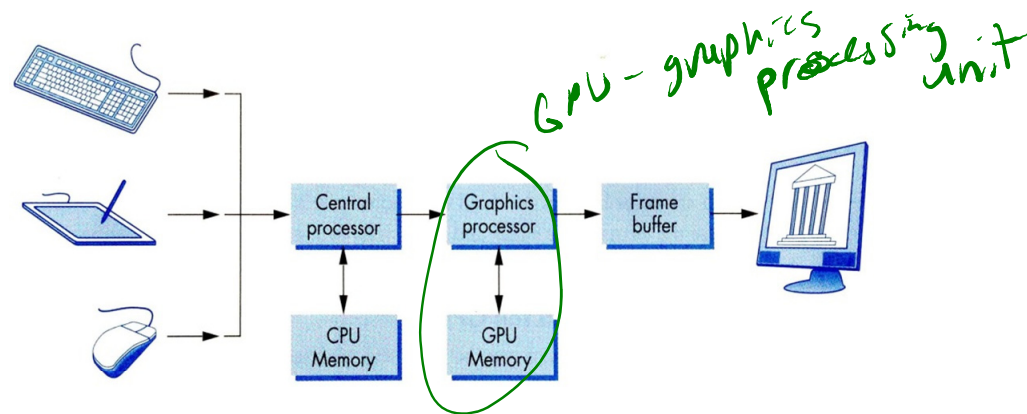 GPU - graphics
processing
unit
Central
processor
Graphics
processor
Frame
buffer
CPU
Memory
GPU
Memory